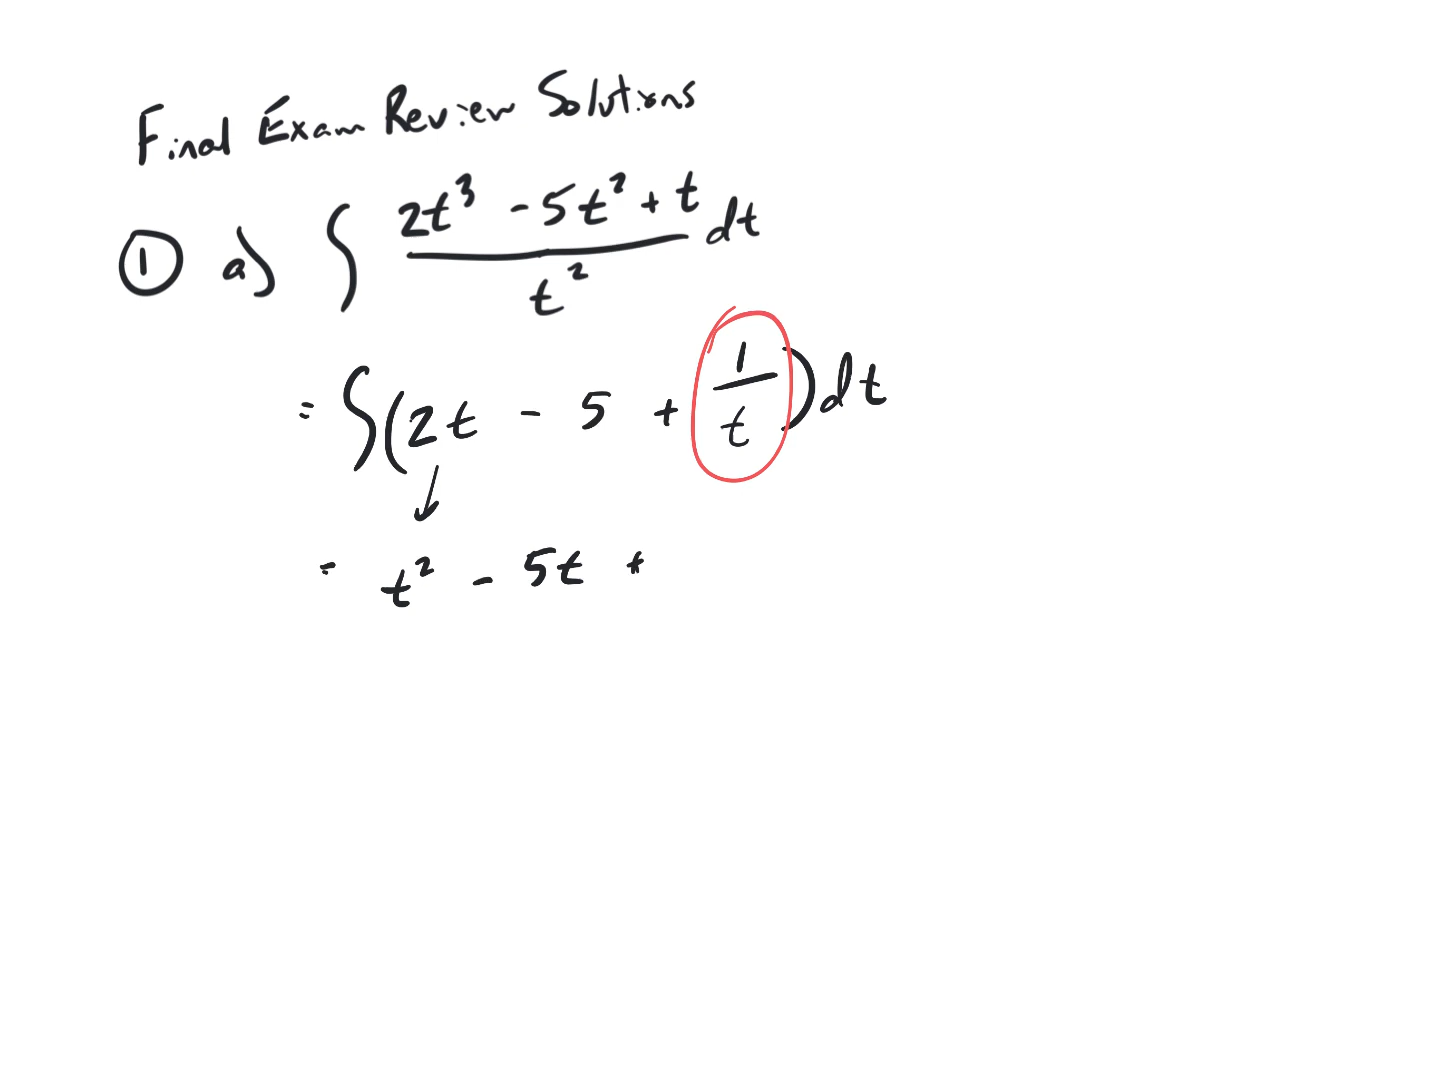 Final Exam Review Solutions
① a) ∫ (2t³ - 5t² + t)/t² dt
= ∫(2t - 5 + 1/t)dt
↓
= t² - 5t +